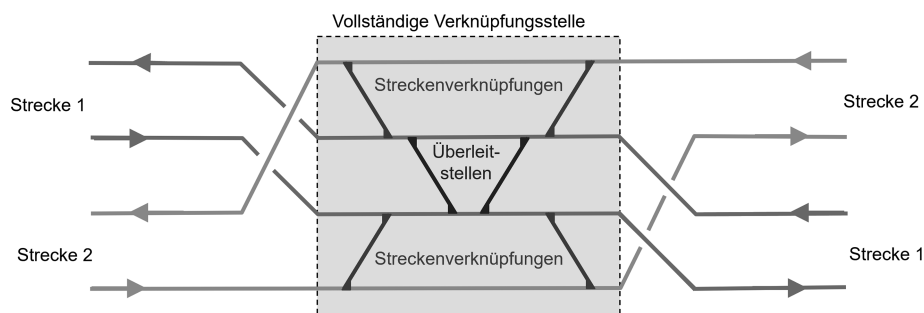 Vollständige Verknüpfungsstelle
Streckenverknüpfungen
Strecke 1
Strecke 2
Überleit-
stellen
Strecke 2
Streckenverknüpfungen
Strecke 1